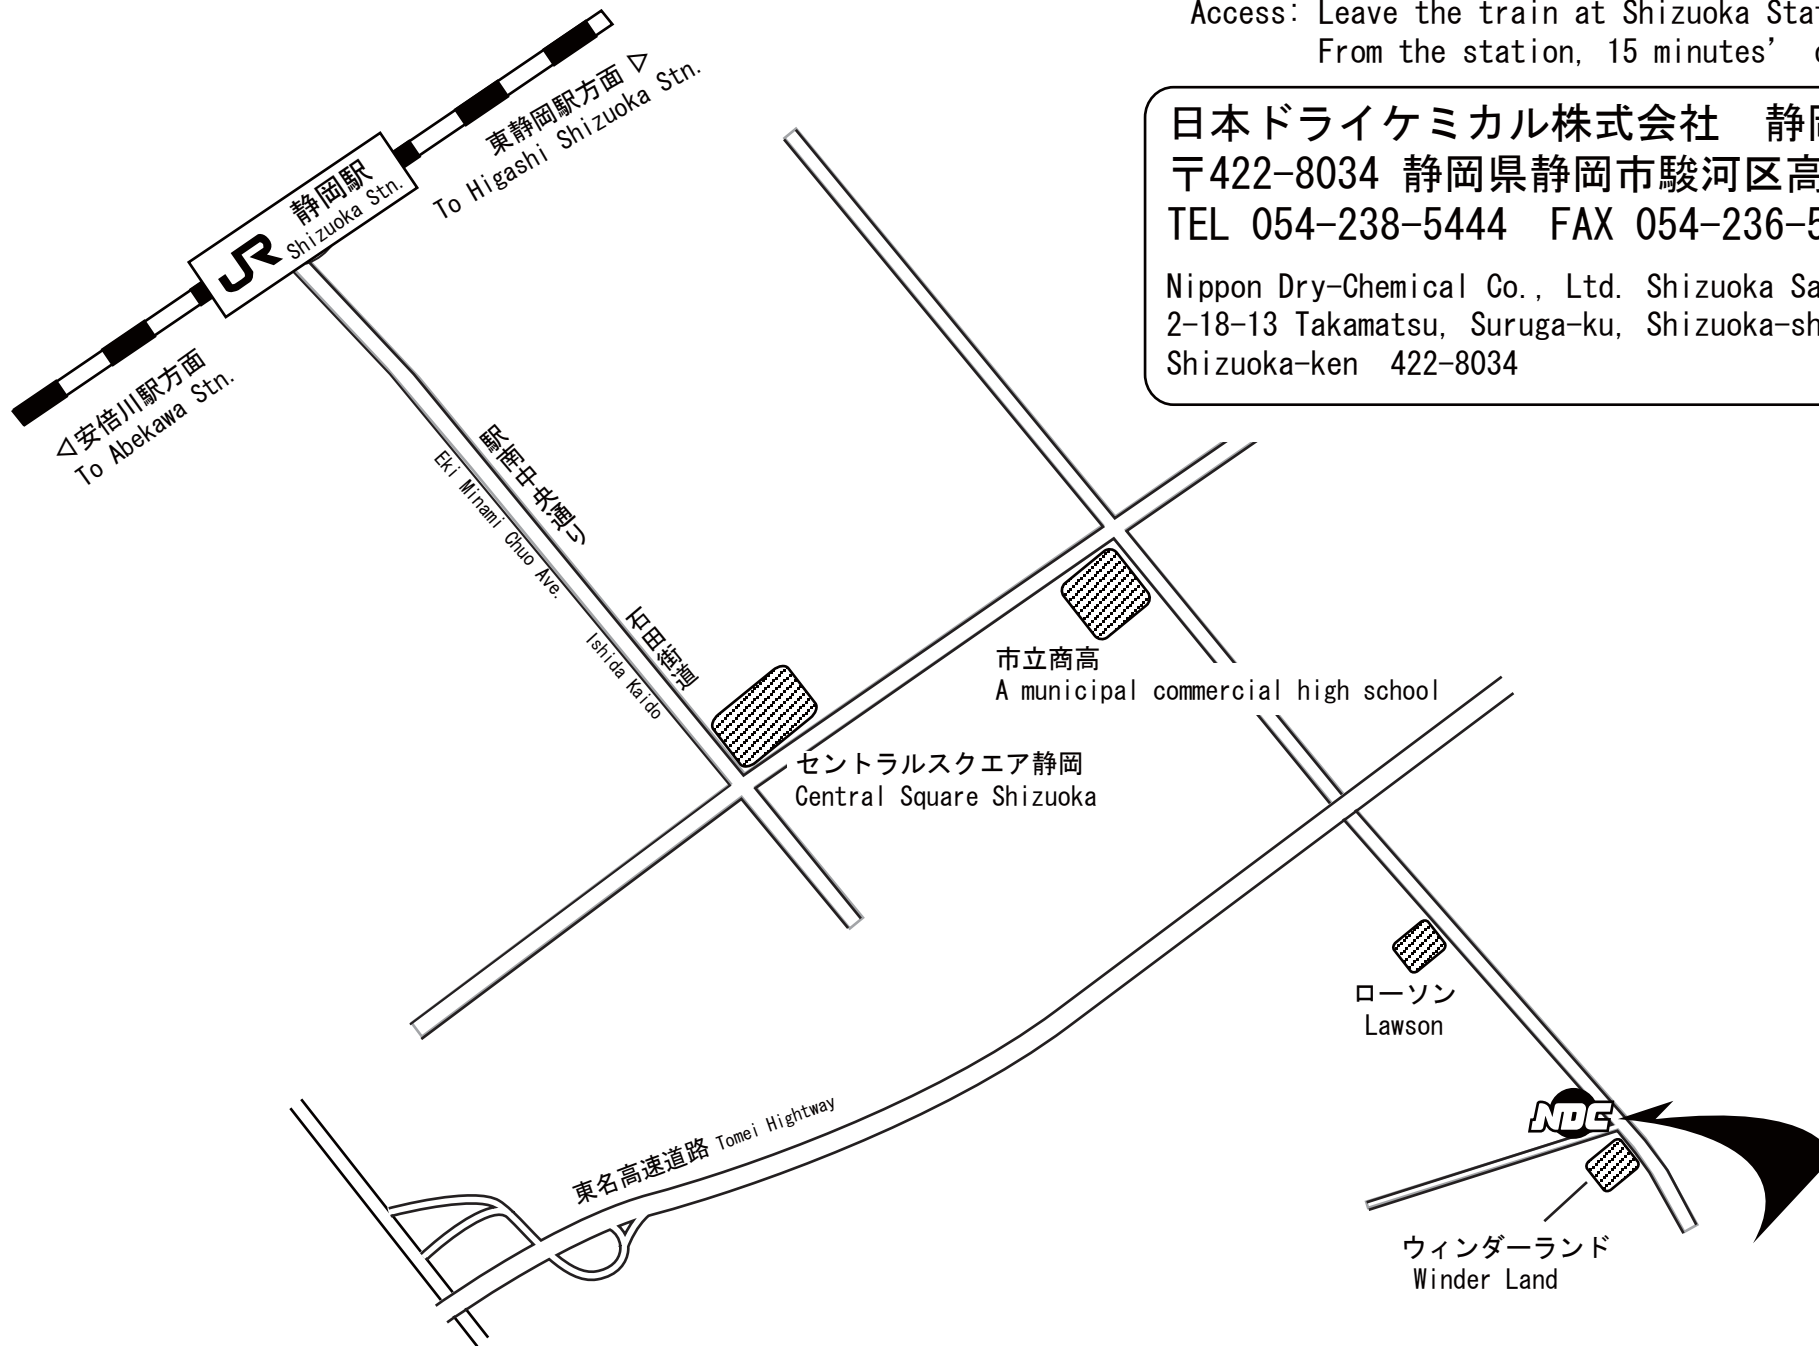 Access: Leave the train at Shizuoka
From the station, 15 minutes’
日本ドライケミカル株式会社
〒422-8034 静岡県静岡市駿河区高
TEL 054-238-5444 FAX 054-236-5
Nippon Dry-Chemical Co., Ltd. Shizuoka
2-18-13 Takamatsu, Suruga-ku, Shizuoka-sh
Shizuoka-ken 422-8034
東静岡駅方面 ▷
To Higashi Shizuoka Stn.
静岡駅
Shizuoka Stn.
JR
◁安倍川駅方面
To Abekawa Stn.
駅南中央通り
Eki Minami Chuo Ave.
石田街道
Ishida Kaido
市立商高
A municipal commercial high school
セントラルスクエア静岡
Central Square Shizuoka
ローソン
Lawson
東名高速道路 Tomei Hightway
NDC
ウィンダーランド
Winder Land